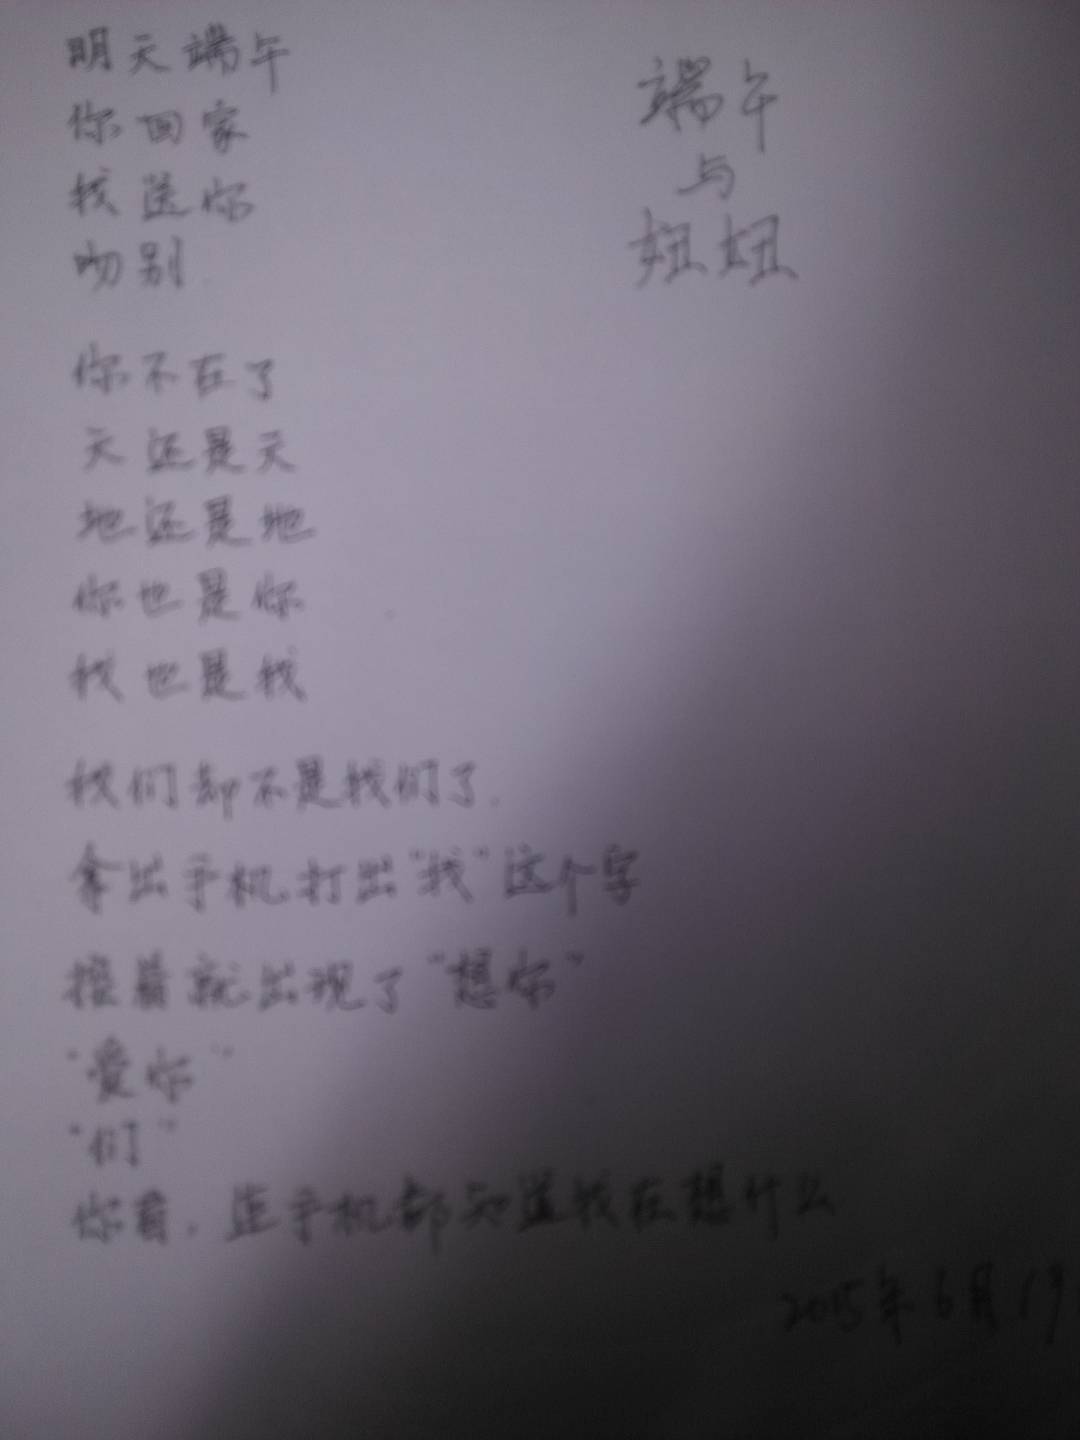 端午
与
妞妞
明天端午
你回家
我送你
吻别
你不在了
天还是天
地还是地
你也是你
我也是我
我们却不是我们了.
拿出手机打出“我”这个字
接着就出现了“想你”
“爱你”
“们”
你看，连手机都知道我在想什么
2015年6月19